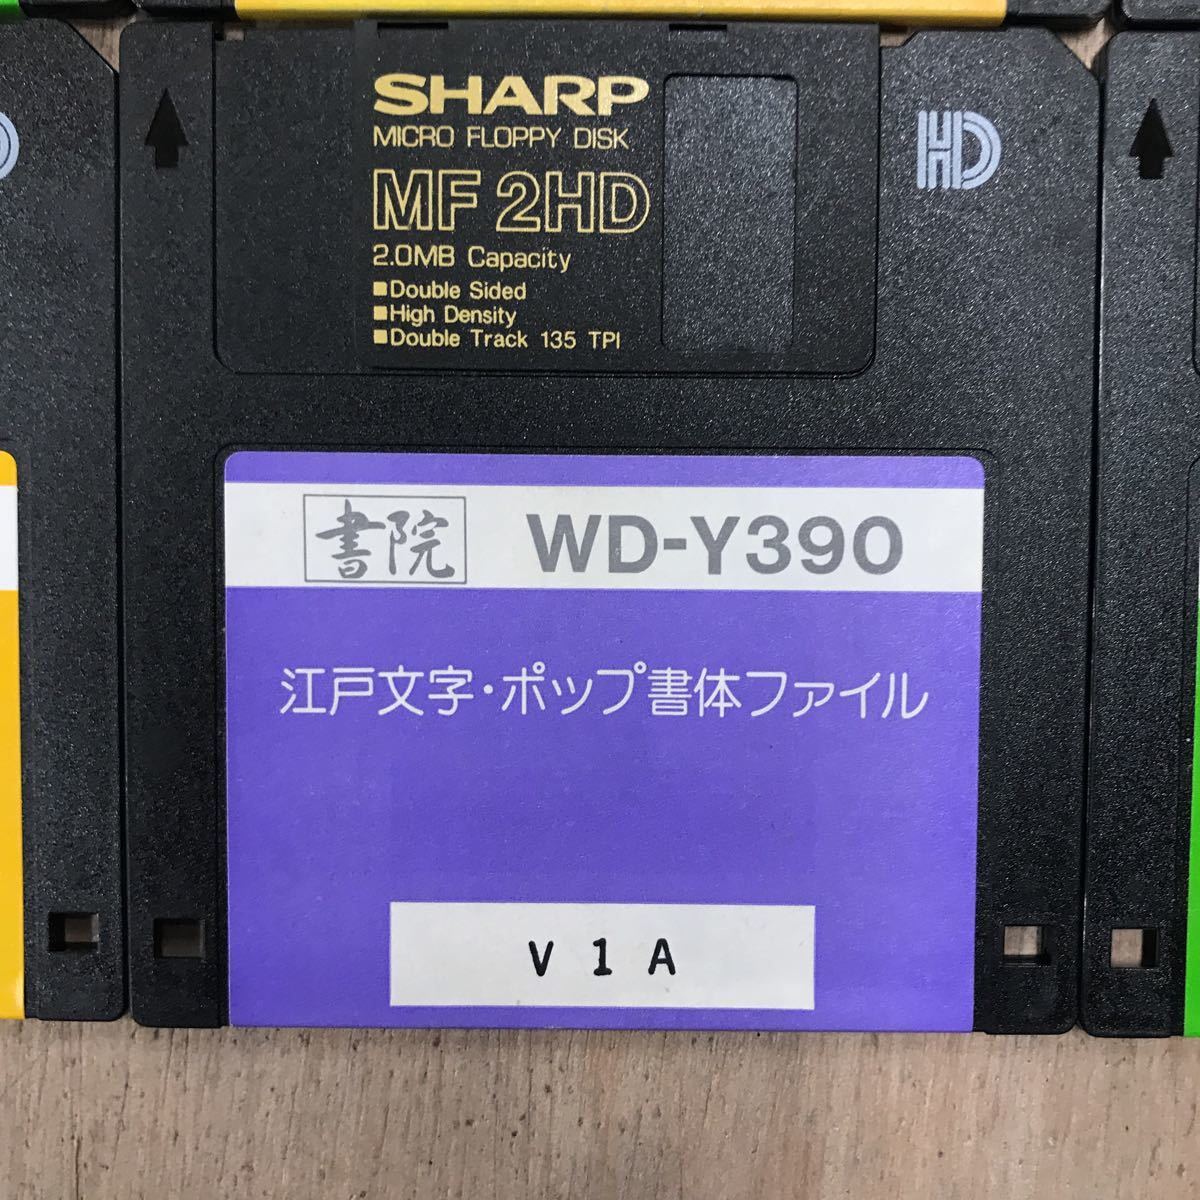 SHARP
MICRO FLOPPY DISK
MF 2HD
2.0MB Capacity
■Double Sided
■High Density
■Double Track 135 TPI
HD
書院 WD-Y390
江戸文字・ポップ書体ファイル
V 1 A